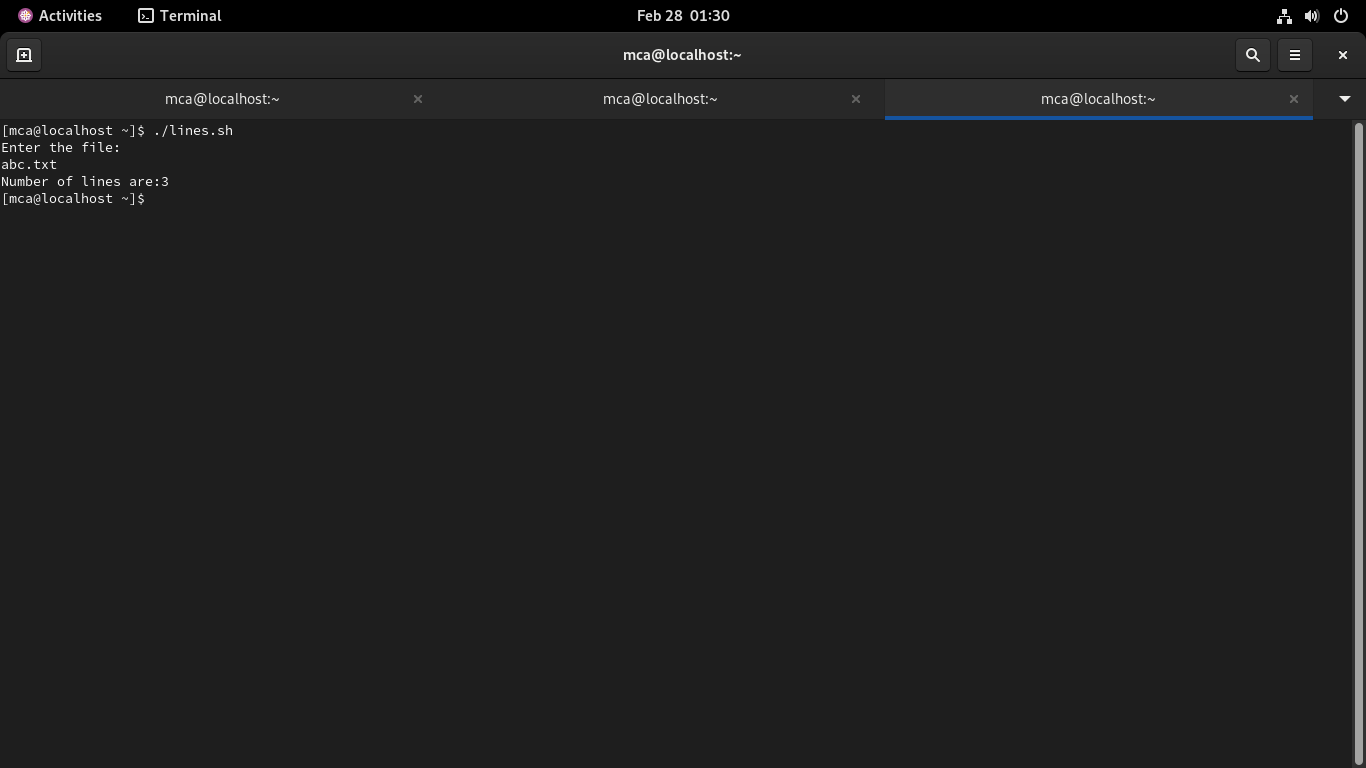 Activities Terminal Feb 28 01:30
mca@localhost:~
mca@localhost:~ mca@localhost:~ mca@localhost:~
[mca@localhost ~]$ ./lines.sh
Enter the file:
abc.txt
Number of lines are:3
[mca@localhost ~]$